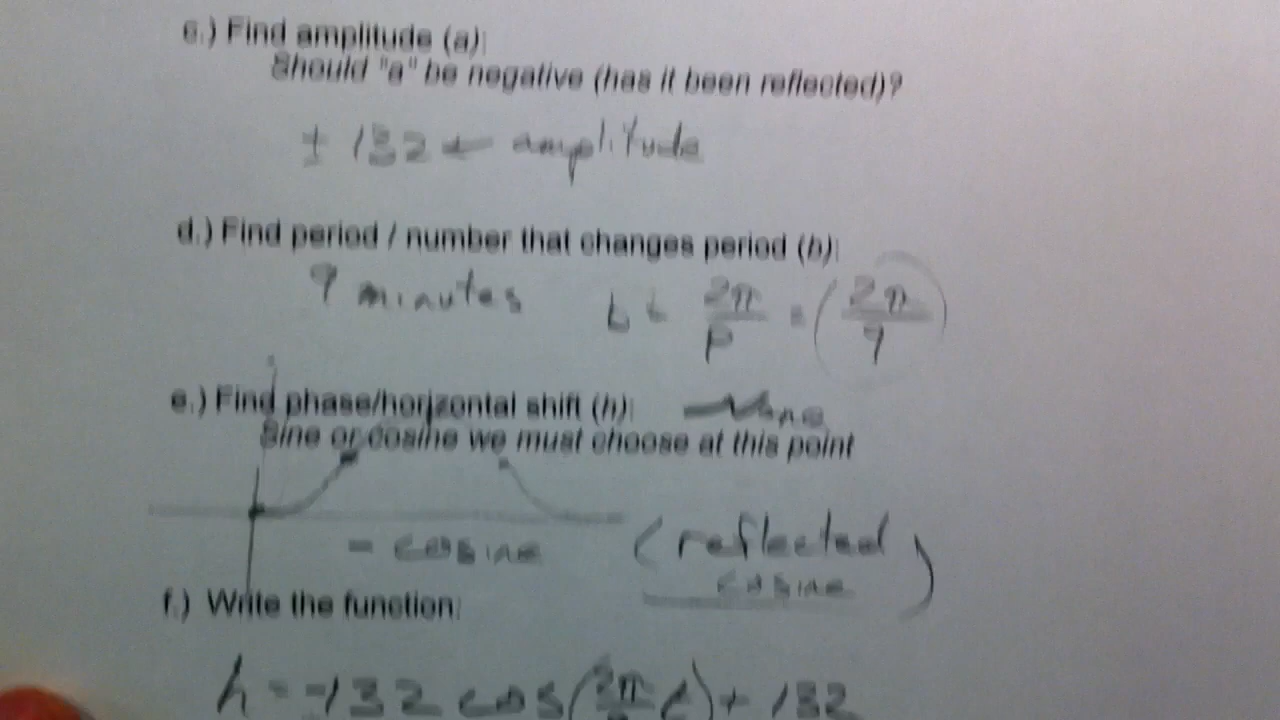 c.) Find amplitude (a):
Should "a" be negative (has it been reflected)?
± 132 ← amplitude
d.) Find period / number that changes period (b):
9 minutes b = 2π/P = (2π/9)
e.) Find phase/horizontal shift (h): None
Sine or cosine we must choose at this point
- cosine (reflected
cosine)
f.) Write the function:
h = -132 cos(2π/9 t) + 132